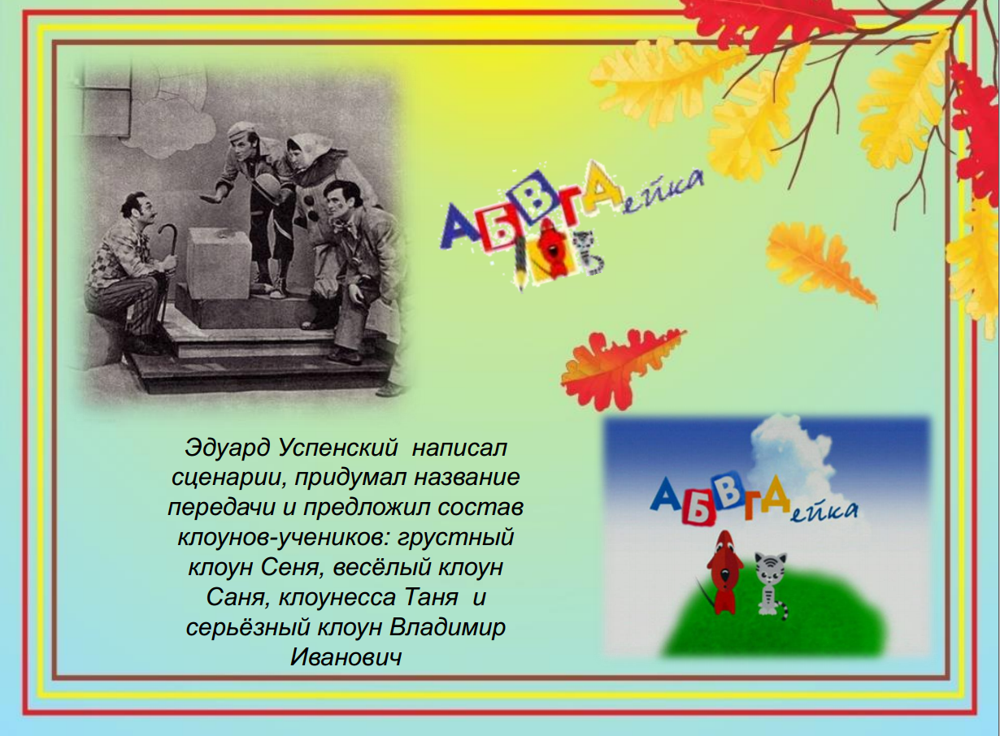 АБВГДейка
Эдуард Успенский написал
сценарии, придумал название
передачи и предложил состав
клоунов-учеников: грустный
клоун Сеня, весёлый клоун
Саня, клоунесса Таня и
серьёзный клоун Владимир
Иванович
АБВГДейка